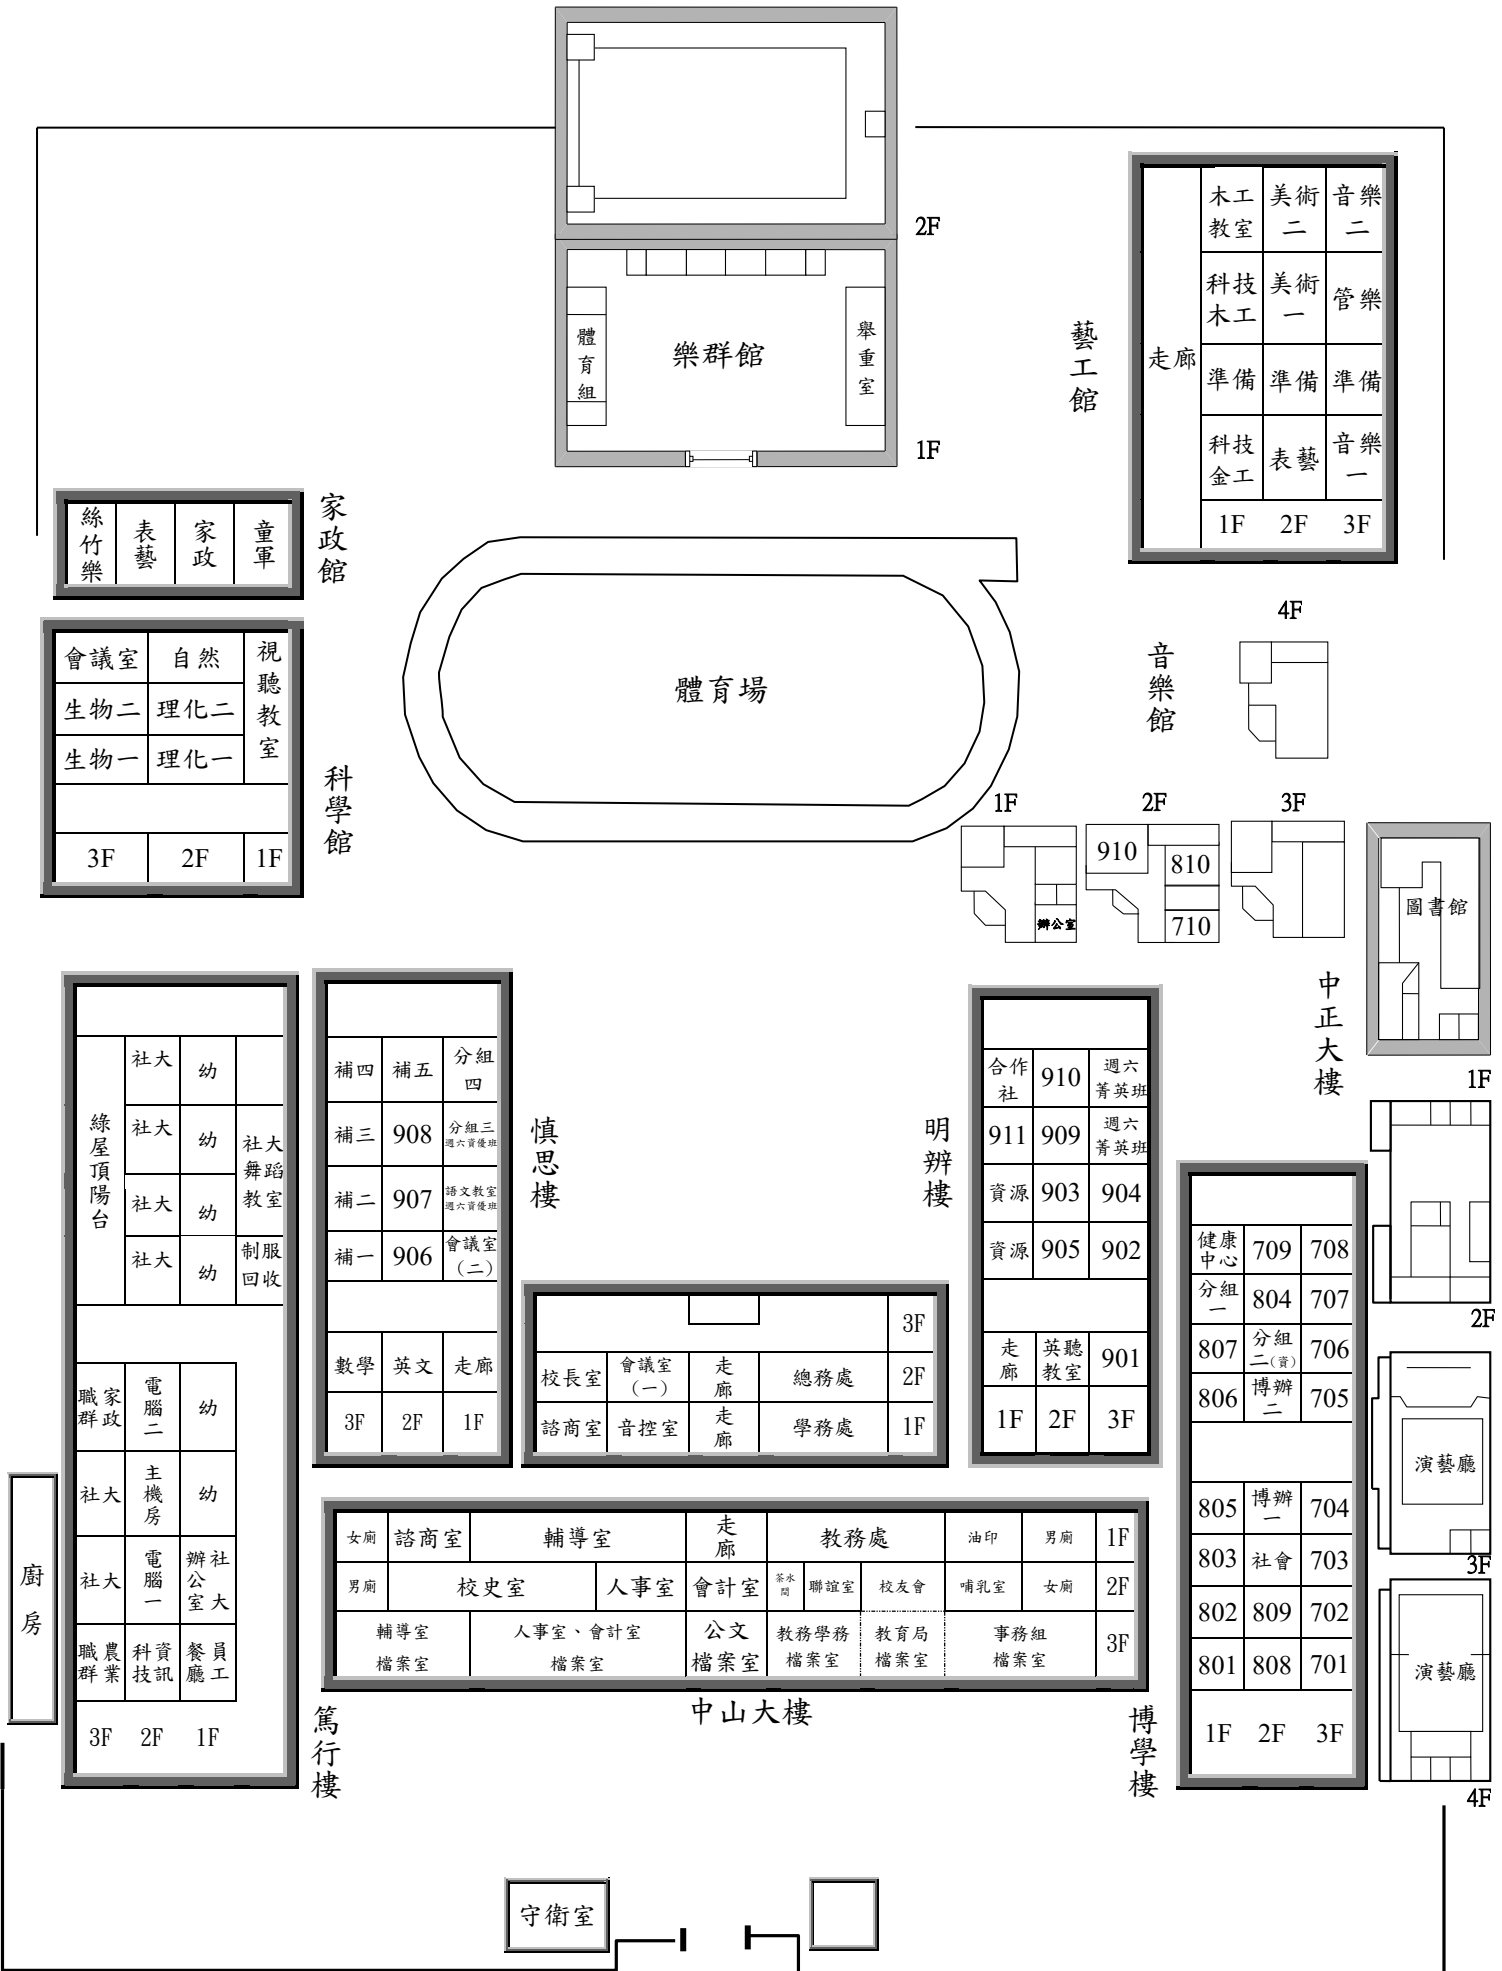 2F
體育組
樂群館
舉重室
1F
藝工館
走廊
木工教室
美術二
音樂二
科技木工
美術一
管樂
準備
準備
準備
科技金工
表藝
音樂一
1F
2F
3F
絲竹樂
表藝
家政
童軍
家政館
會議室
自然
視聽教室
生物二
理化二
生物一
理化一
3F
2F
1F
科學館
體育場
音樂館
4F
1F
2F
3F
910
810
710
辦公室
圖書館
中正大樓
1F
2F
演藝廳
3F
演藝廳
4F
綠屋頂陽台
社大
幼
社大
幼
社大舞蹈教室
社大
幼
社大
幼
制服回收
家政職群
電腦二
幼
社大
主機房
幼
社大
電腦一
社大辦公室
農業職群
資訊科技
員工餐廳
3F
2F
1F
篤行樓
廚房
補四
補五
分組四
補三
908
分組三
週六資優班
補二
907
語文教室
週六資優班
補一
906
會議室(二)
數學
英文
走廊
3F
2F
1F
慎思樓
3F
校長室
會議室(一)
走廊
總務處
2F
諮商室
音控室
走廊
學務處
1F
明辨樓
合作社
910
週六菁英班
911
909
週六菁英班
資源
903
904
資源
905
902
走廊
英聽教室
901
1F
2F
3F
健康中心
709
708
分組一
804
707
807
分組二(資)
706
806
博辦二
705
805
博辦一
704
803
社會
703
802
809
702
801
808
701
1F
2F
3F
博學樓
女廁
諮商室
輔導室
走廊
教務處
油印
男廁
1F
男廁
校史室
人事室
會計室
茶水間
聯誼室
校友會
哺乳室
女廁
2F
輔導室檔案室
人事室、會計室檔案室
公文檔案室
教務學務檔案室
教育局檔案室
事務組檔案室
3F
中山大樓
守衛室